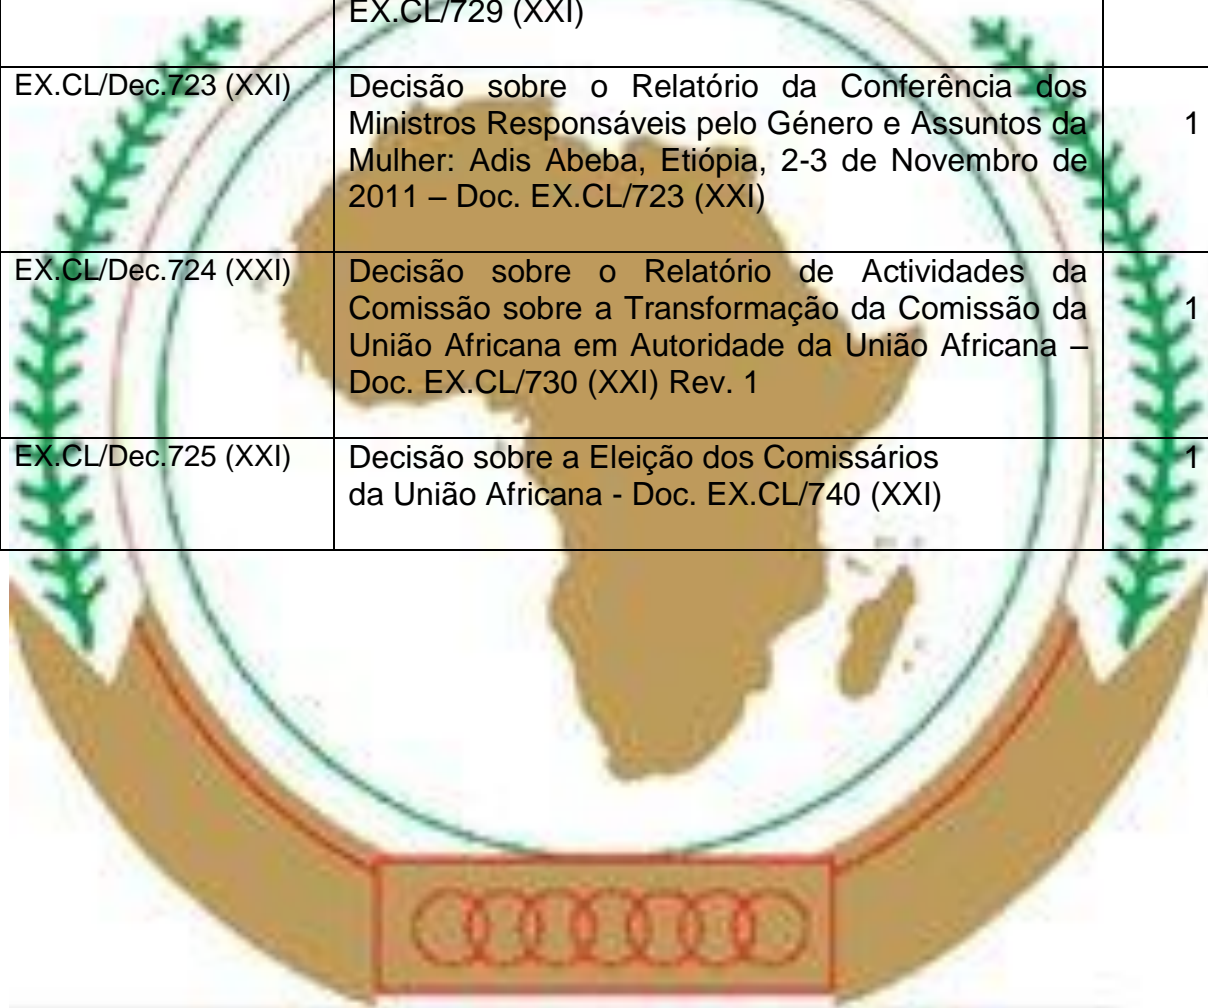 EX.CL/729 (XXI)
EX.CL/Dec.723 (XXI)
Decisão sobre o Relatório da Conferência dos
Ministros Responsáveis pelo Género e Assuntos da
Mulher: Adis Abeba, Etiópia, 2-3 de Novembro de
2011 – Doc. EX.CL/723 (XXI)
1
EX.CL/Dec.724 (XXI)
Decisão sobre o Relatório de Actividades da
Comissão sobre a Transformação da Comissão da
União Africana em Autoridade da União Africana –
Doc. EX.CL/730 (XXI) Rev. 1
1
EX.CL/Dec.725 (XXI)
Decisão sobre a Eleição dos Comissários
da União Africana - Doc. EX.CL/740 (XXI)
1